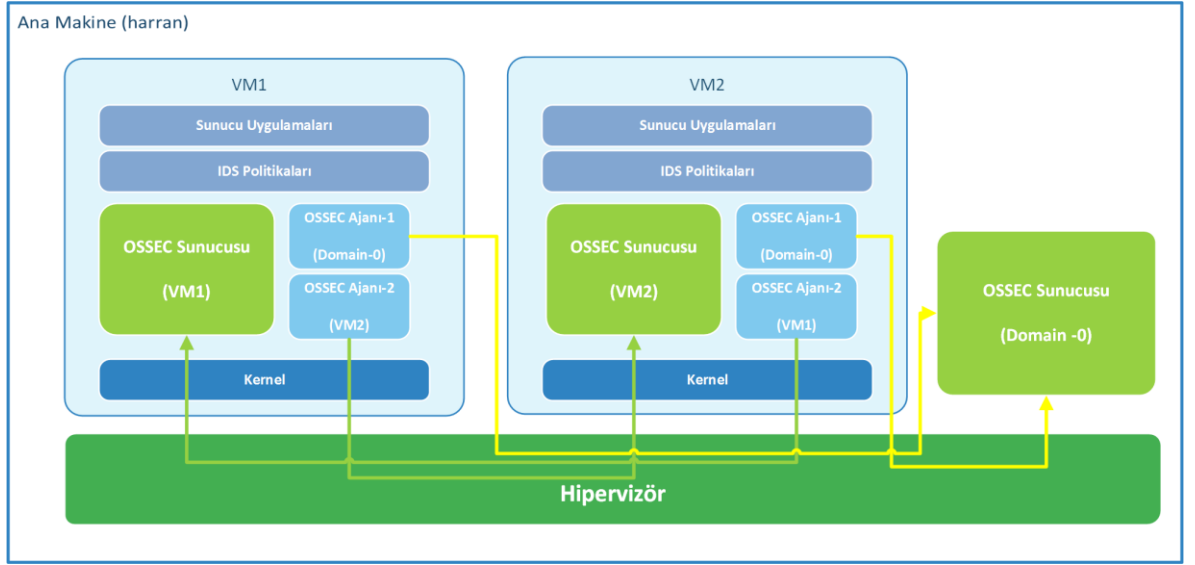 Ana Makine (harran)
VM1
Sunucu Uygulamaları
IDS Politikaları
OSSEC Sunucusu
(VM1)
OSSEC Ajanı-1
(Domain-0)
OSSEC Ajanı-2
(VM2)
Kernel
VM2
Sunucu Uygulamaları
IDS Politikaları
OSSEC Sunucusu
(VM2)
OSSEC Ajanı-1
(Domain-0)
OSSEC Ajanı-2
(VM1)
Kernel
OSSEC Sunucusu
(Domain -0)
Hipervizör